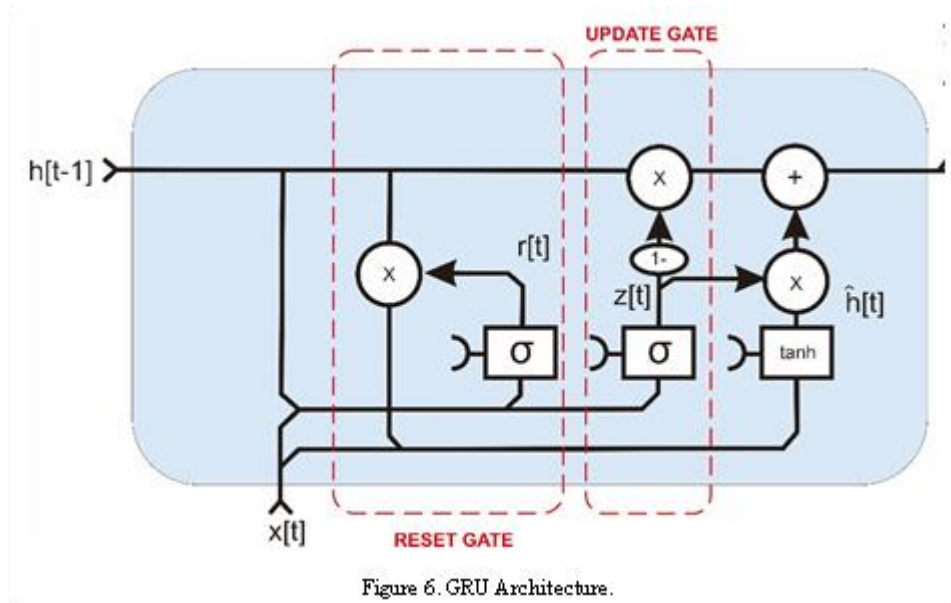 UPDATE GATE
h[t-1]
x
+
r[t]
1-
x
z[t]
x
ĥ[t]
σ
σ
tanh
x[t]
RESET GATE
Figure 6. GRU Architecture.